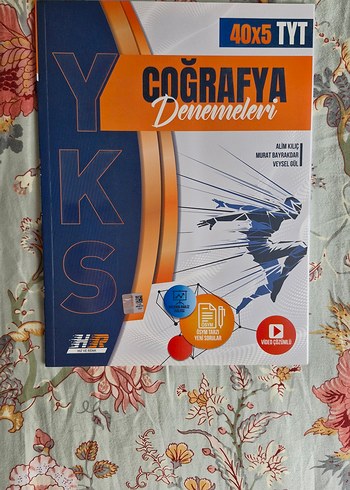 40x5 TYT
YKS
COĞRAFYA
Denemeleri
ALİM KILIÇ
MURAT BAYRAKDAR
VEYSEL GÜL
ÖSYM TARZI
YENİ SORULAR
VİDEO ÇÖZÜMLÜ
HIZ VE RENK